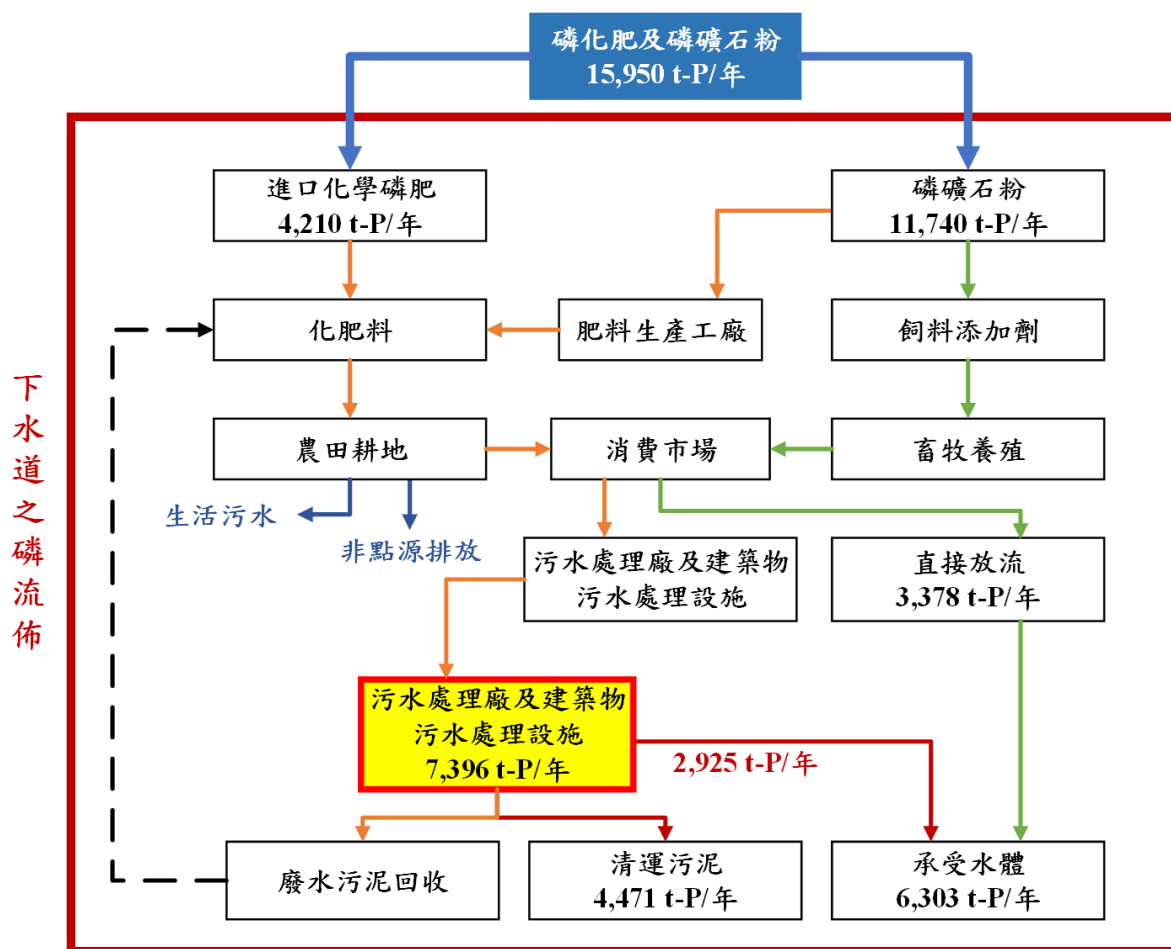 磷化肥及磷礦石粉
15,950 t-P/年
進口化學磷肥
4,210 t-P/年
磷礦石粉
11,740 t-P/年
化肥料
肥料生產工廠
飼料添加劑
農田耕地
消費市場
畜牧養殖
生活污水
非點源排放
污水處理廠及建築物
污水處理設施
直接放流
3,378 t-P/年
下水道之磷流佈
污水處理廠及建築物
污水處理設施
7,396 t-P/年
2,925 t-P/年
廢水污泥回收
清運污泥
4,471 t-P/年
承受水體
6,303 t-P/年